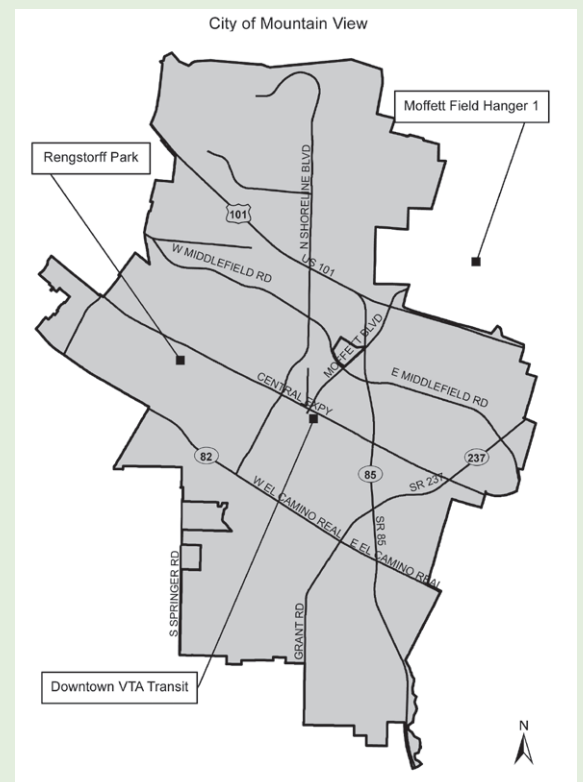 City of Mountain View
Moffett Field Hanger 1
Rengstorff Park
N SHORELINE BLVD
101
US 101
W MIDDLEFIELD RD
MOFFETT BLVD
E MIDDLEFIELD RD
CENTRAL EXPY
82
85
237
SR 237
W EL CAMINO REAL
E EL CAMINO REAL
SR 85
S SPRINGER RD
GRANT RD
Downtown VTA Transit
N